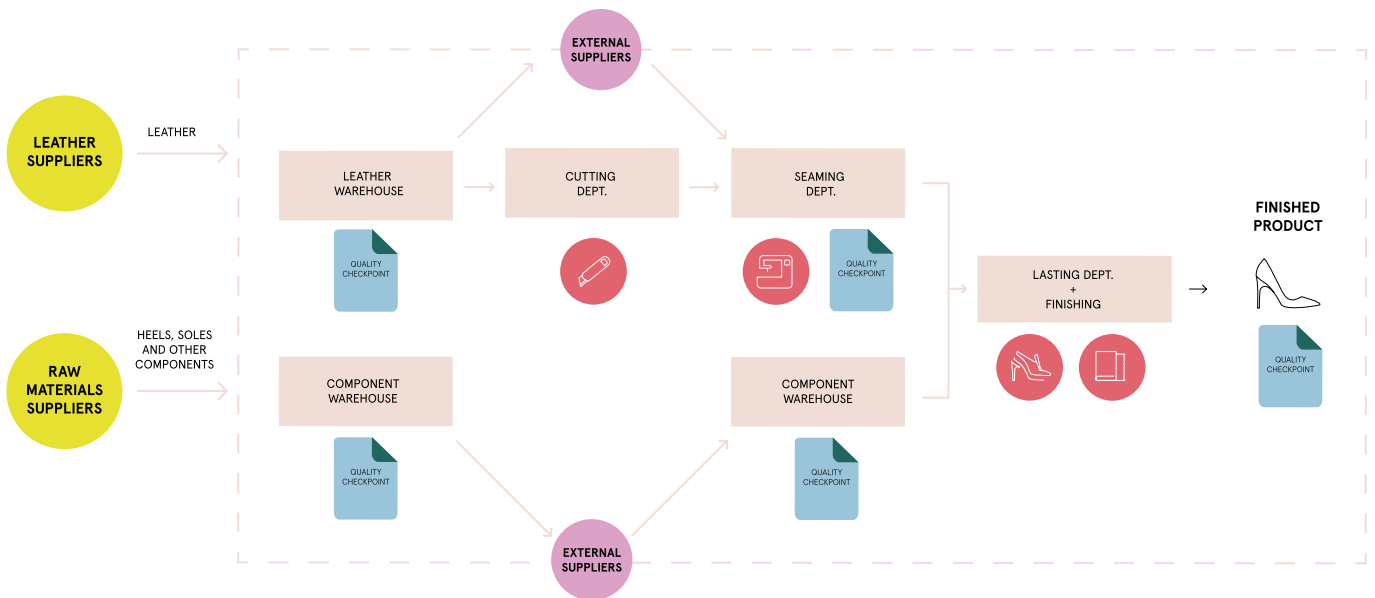 EXTERNAL
SUPPLIERS
LEATHER
SUPPLIERS
LEATHER
LEATHER
WAREHOUSE
CUTTING
DEPT.
SEAMING
DEPT.
QUALITY
CHECKPOINT
QUALITY
CHECKPOINT
FINISHED
PRODUCT
LASTING DEPT.
+
FINISHING
QUALITY
CHECKPOINT
RAW
MATERIALS
SUPPLIERS
HEELS, SOLES
AND OTHER
COMPONENTS
COMPONENT
WAREHOUSE
COMPONENT
WAREHOUSE
QUALITY
CHECKPOINT
QUALITY
CHECKPOINT
EXTERNAL
SUPPLIERS